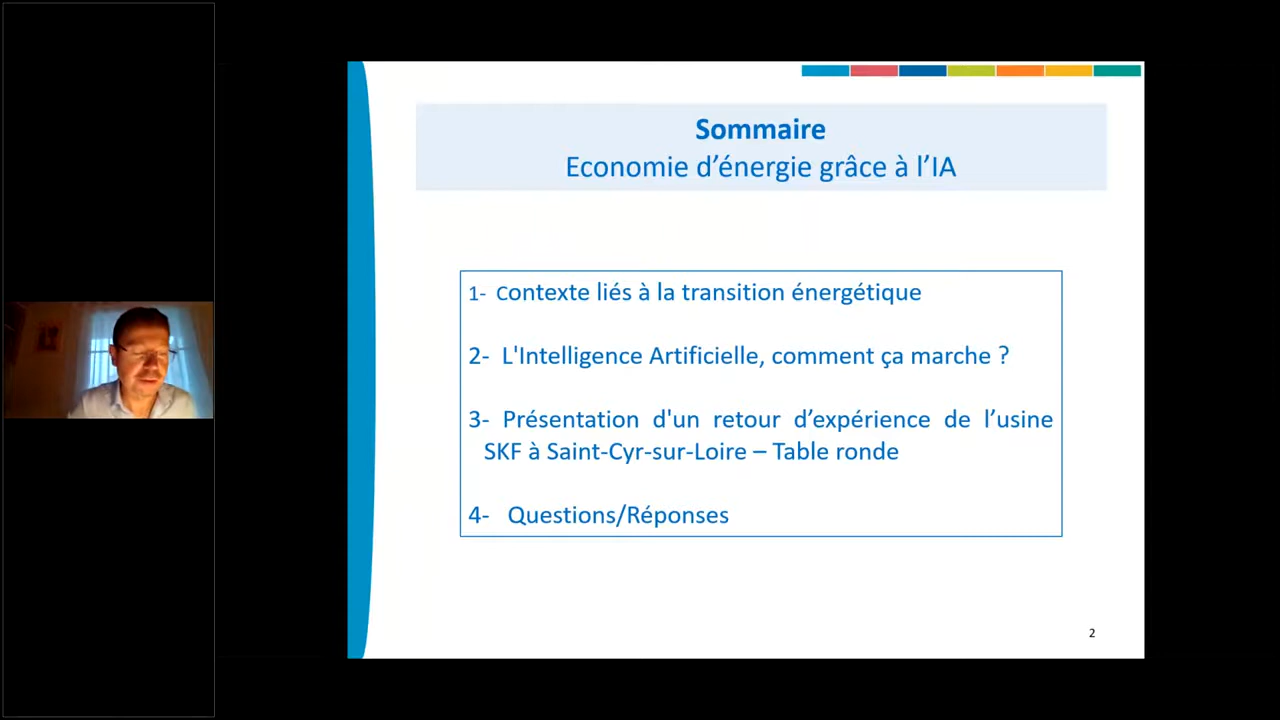 Sommaire
Economie d’énergie grâce à l’IA
1- Contexte liés à la transition énergétique
2- L'Intelligence Artificielle, comment ça marche ?
3- Présentation d'un retour d’expérience de l’usine
SKF à Saint-Cyr-sur-Loire – Table ronde
4- Questions/Réponses
2